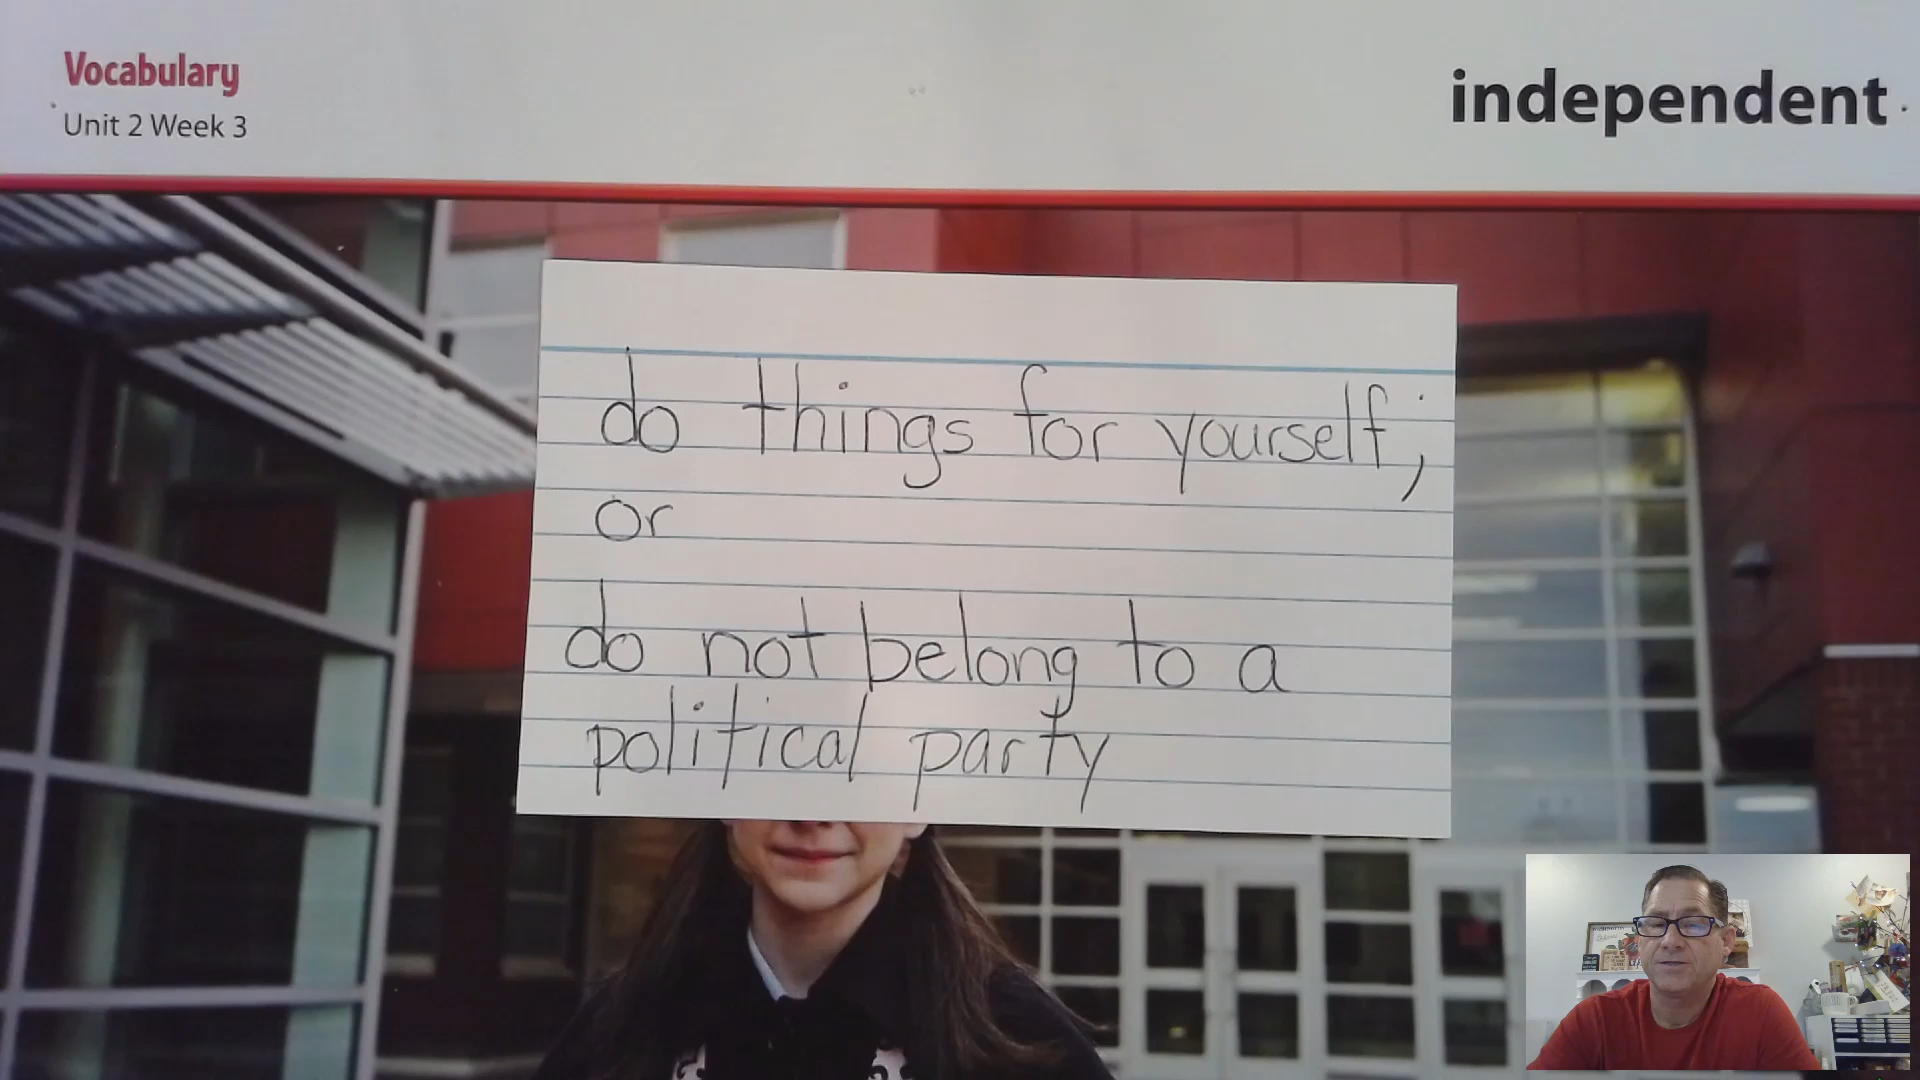 Vocabulary
Unit 2 Week 3
independent
do things for yourself;
or
do not belong to a
political party